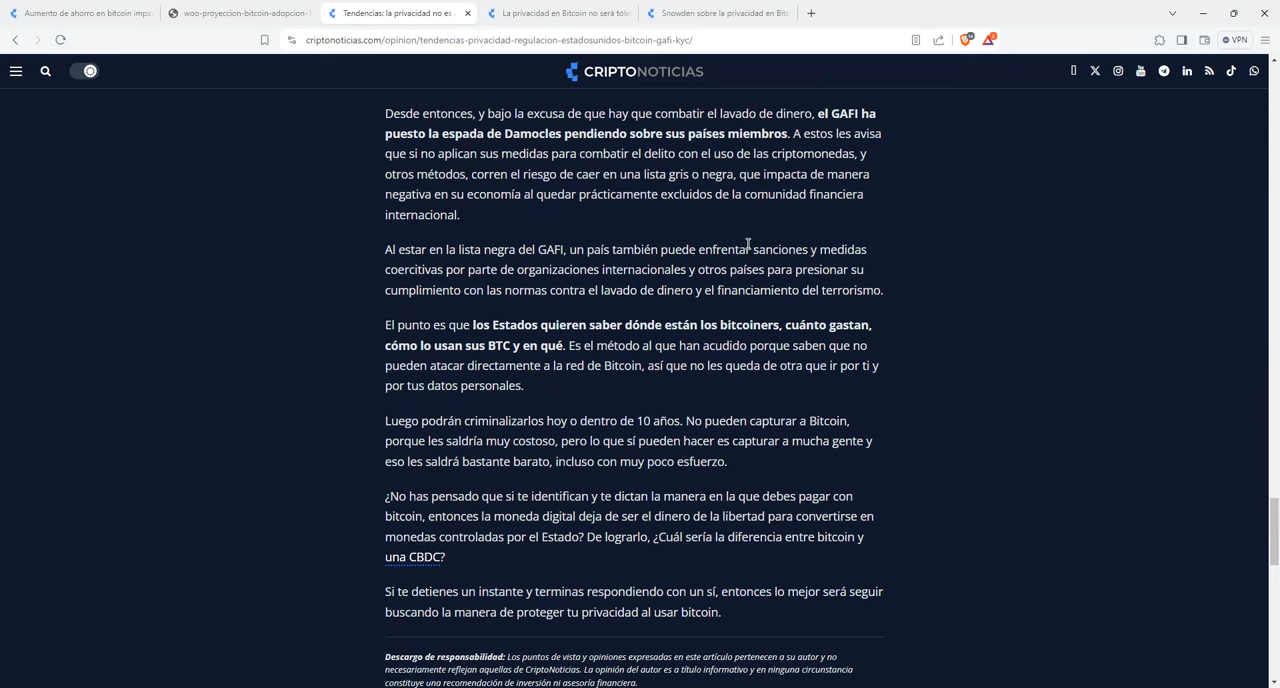 Aumento de ahorro en bitcoin impa
woo-proyeccion-bitcoin-adopcion-1
Tendencias: la privacidad no es
La privacidad en Bitcoin no será tole
Snowden sobre la privacidad en Bit
criptonoticias.com/opinion/tendencias-privacidad-regulacion-estadosunidos-bitcoin-gafi-kyc/
VPN
CRIPTONOTICIAS
Desde entonces, y bajo la excusa de que hay que combatir el lavado de dinero, el GAFI ha
puesto la espada de Damocles pendiendo sobre sus países miembros. A estos les avisa
que si no aplican sus medidas para combatir el delito con el uso de las criptomonedas, y
otros métodos, corren el riesgo de caer en una lista gris o negra, que impacta de manera
negativa en su economía al quedar prácticamente excluidos de la comunidad financiera
internacional.
Al estar en la lista negra del GAFI, un país también puede enfrentar sanciones y medidas
coercitivas por parte de organizaciones internacionales y otros países para presionar su
cumplimiento con las normas contra el lavado de dinero y el financiamiento del terrorismo.
El punto es que los Estados quieren saber dónde están los bitcoiners, cuánto gastan,
cómo lo usan sus BTC y en qué. Es el método al que han acudido porque saben que no
pueden atacar directamente a la red de Bitcoin, así que no les queda de otra que ir por ti y
por tus datos personales.
Luego podrán criminalizarlos hoy o dentro de 10 años. No pueden capturar a Bitcoin,
porque les saldría muy costoso, pero lo que sí pueden hacer es capturar a mucha gente y
eso les saldrá bastante barato, incluso con muy poco esfuerzo.
¿No has pensado que si te identifican y te dictan la manera en la que debes pagar con
bitcoin, entonces la moneda digital deja de ser el dinero de la libertad para convertirse en
monedas controladas por el Estado? De lograrlo, ¿Cuál sería la diferencia entre bitcoin y
una CBDC?
Si te detienes un instante y terminas respondiendo con un sí, entonces lo mejor será seguir
buscando la manera de proteger tu privacidad al usar bitcoin.
Descargo de responsabilidad: Los puntos de vista y opiniones expresadas en este artículo pertenecen a su autor y no
necesariamente reflejan aquellas de CriptoNoticias. La opinión del autor es a título informativo y en ninguna circunstancia
constituye una recomendación de inversión ni asesoría financiera.